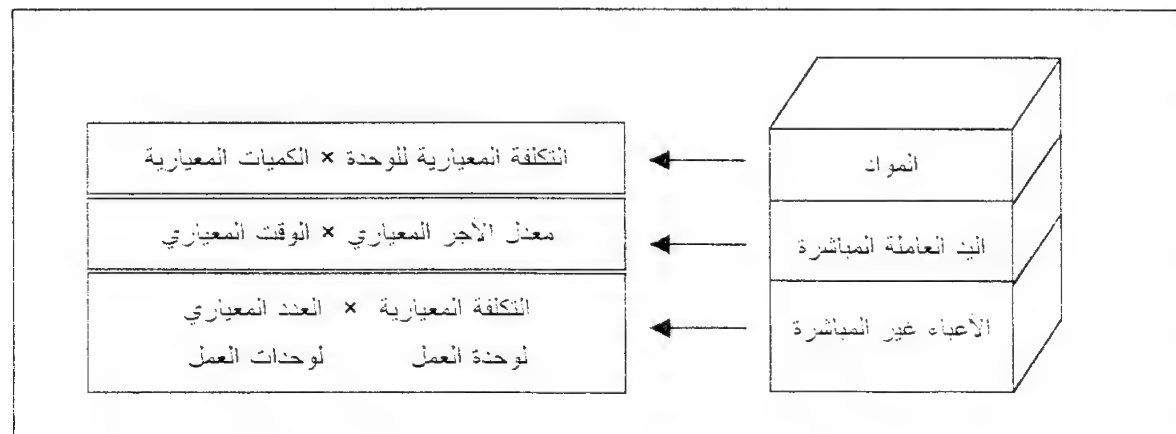 المواد
التكلفة المعيارية للوحدة × الكميات المعيارية
اليد العاملة المباشرة
معدل الأجر المعياري × الوقت المعياري
الأعباء غير المباشرة
التكلفة المعيارية × العدد المعياري
لوحدة العمل لوحدات العمل